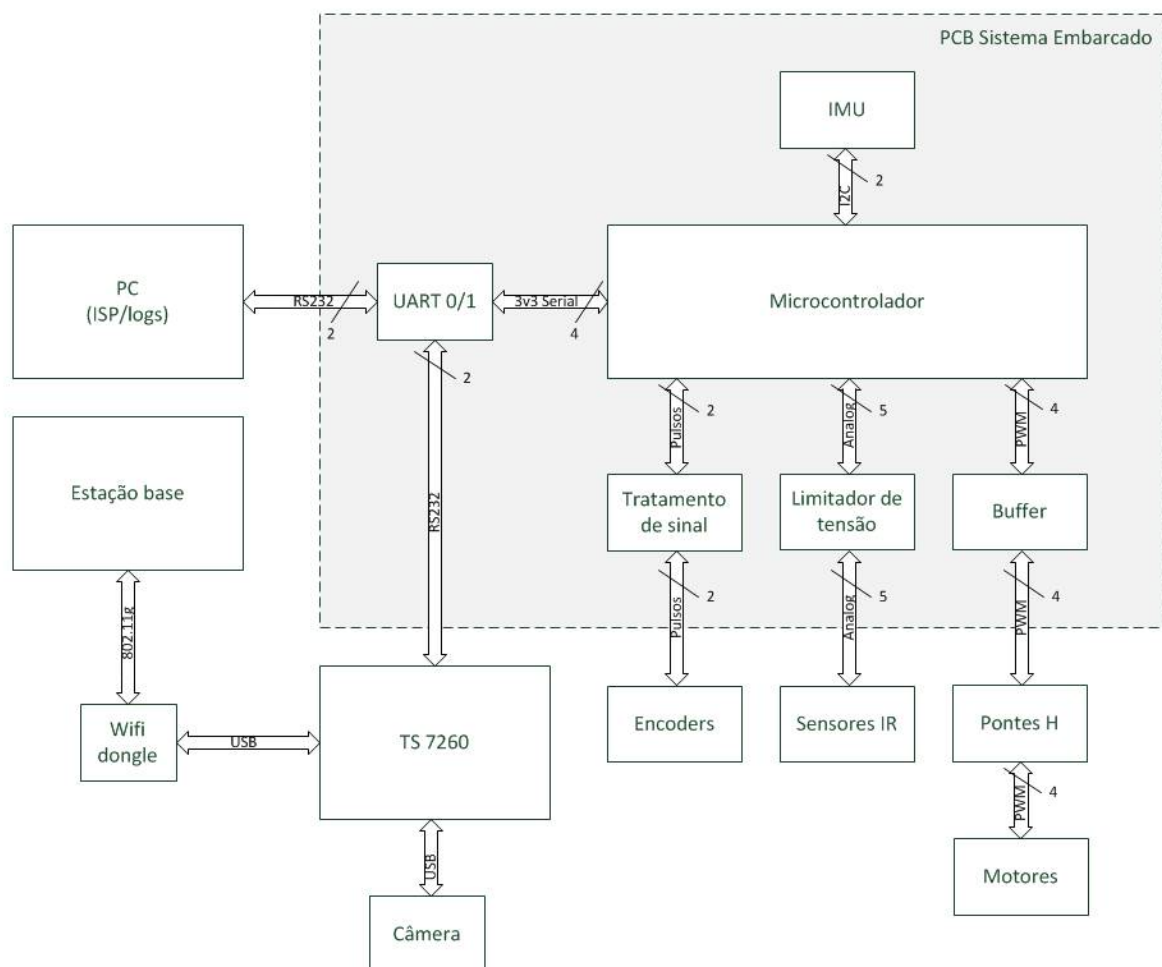 PCB Sistema Embarcado
IMU
2
I2C
PC
(ISP/logs)
RS232
2
UART 0/1
3v3 Serial
4
Microcontrolador
2
RS232
2
Pulsos
5
Analog
4
PWM
Estação base
Tratamento
de sinal
Limitador de
tensão
Buffer
2
Pulsos
5
Analog
4
PWM
802.11g
Wifi
dongle
USB
TS 7260
Encoders
Sensores IR
Pontes H
4
PWM
USB
Motores
Câmera